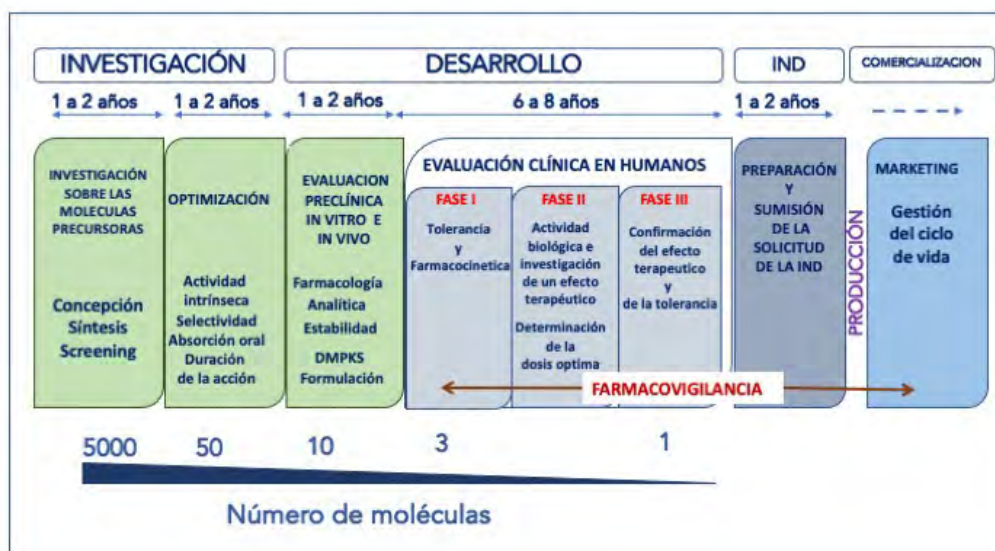 INVESTIGACIÓN
DESARROLLO
IND
COMERCIALIZACION
1 a 2 años
1 a 2 años
1 a 2 años
6 a 8 años
1 a 2 años
INVESTIGACIÓN
SOBRE LAS
MOLECULAS
PRECURSORAS
Concepción
Síntesis
Screening
OPTIMIZACIÓN
Actividad
intrínseca
Selectividad
Absorción oral
Duración
de la acción
EVALUACION
PRECLÍNICA
IN VITRO E
IN VIVO
Farmacología
Analítica
Estabilidad
DMPKS
Formulación
EVALUACIÓN CLÍNICA EN HUMANOS
FASE I
Tolerancia
y
Farmacocinetica
FASE II
Actividad
biológica e
investigación
de un efecto
terapéutico
Determinación
de la
dosis optima
FASE III
Confirmación
del efecto
terapeutico
y
de la tolerancia
FARMACOVIGILANCIA
PREPARACIÓN
Y
SUMISIÓN
DE LA
SOLICITUD
DE LA IND
PRODUCCIÓN
MARKETING
Gestión
del ciclo
de vida
5000
50
10
3
1
Número de moléculas